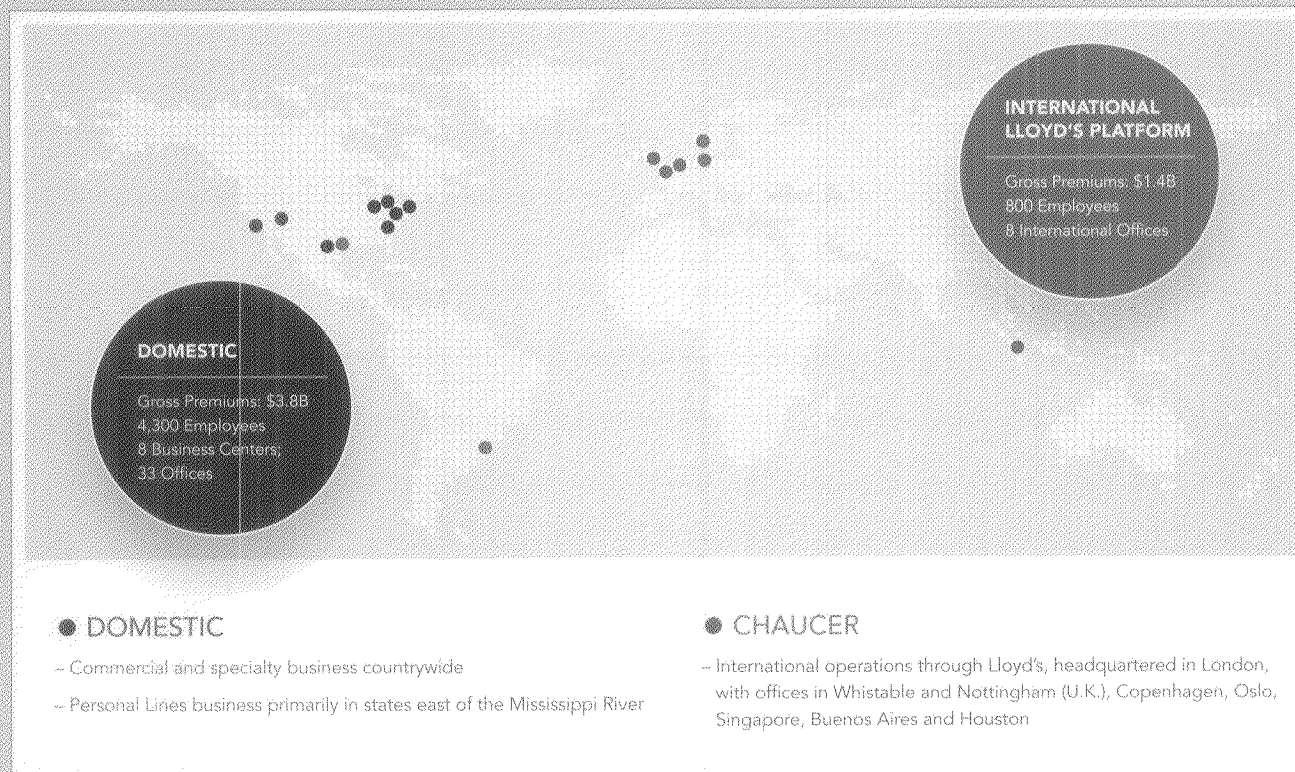 INTERNATIONAL
LLOYD'S PLATFORM
Gross Premiums: $1.4B
800 Employees
8 International Offices
DOMESTIC
Gross Premiums: $3.8B
4,300 Employees
8 Business Centers;
33 Offices
DOMESTIC
– Commercial and specialty business countrywide
– Personal Lines business primarily in states east of the Mississippi River
CHAUCER
– International operations through Lloyd's, headquartered in London,
with offices in Whistable and Nottingham (U.K.), Copenhagen, Oslo,
Singapore, Buenos Aires and Houston